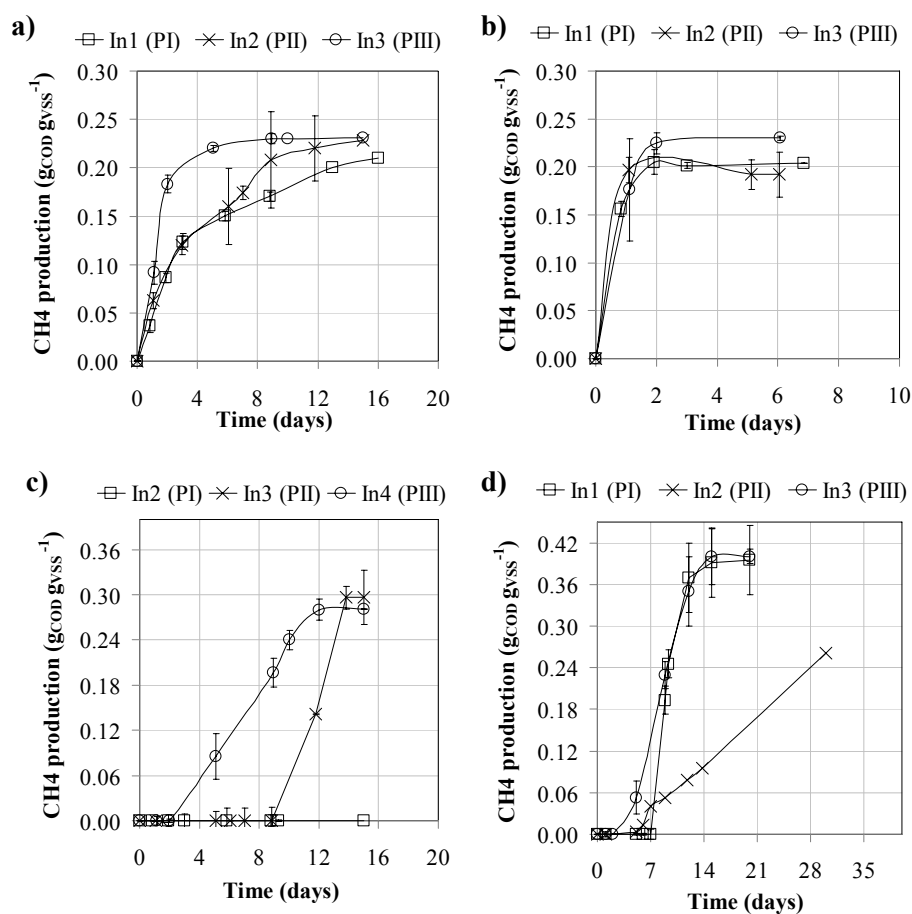 a)
In1 (PI) In2 (PII) In3 (PIII)
CH4 production (gCOD gVSS⁻¹)
0.30
0.25
0.20
0.15
0.10
0.05
0.00
0 4 8 12 16 20
Time (days)
b)
In1 (PI) In2 (PII) In3 (PIII)
CH4 production (gCOD gVSS⁻¹)
0.30
0.25
0.20
0.15
0.10
0.05
0.00
0 2 4 6 8 10
Time (days)
c)
In2 (PI) In3 (PII) In4 (PIII)
CH4 production (gCOD gVSS⁻¹)
0.36
0.30
0.24
0.18
0.12
0.06
0.00
0 4 8 12 16 20
Time (days)
d)
In1 (PI) In2 (PII) In3 (PIII)
CH4 production (gCOD gVSS⁻¹)
0.42
0.36
0.30
0.24
0.18
0.12
0.06
0.00
0 7 14 21 30 39
Time (days)